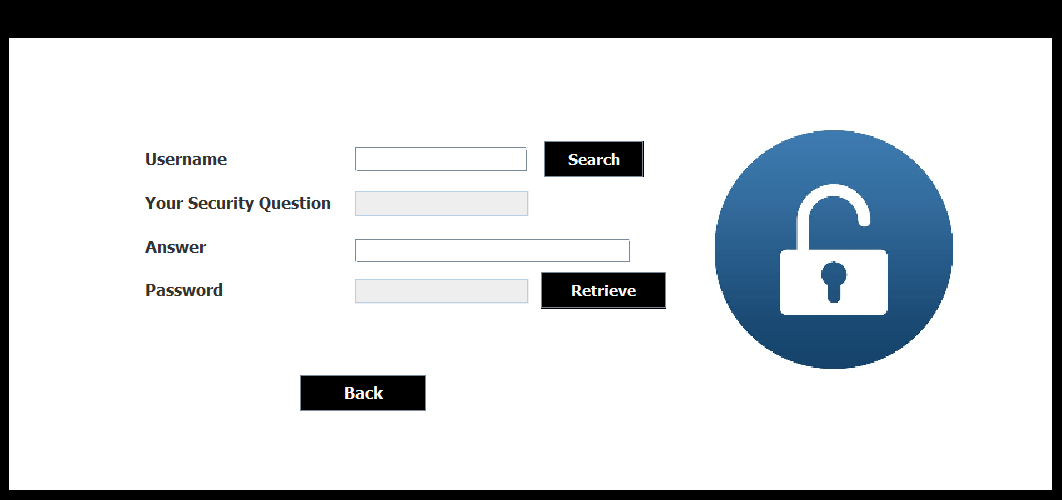 Username Search
Your Security Question
Answer
Password Retrieve
Back